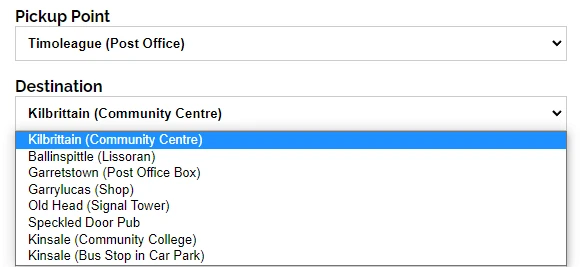 Pickup Point
Timoleague (Post Office)
Destination
Kilbrittain (Community Centre)
Kilbrittain (Community Centre)
Ballinspittle (Lissoran)
Garretstown (Post Office Box)
Garrylucas (Shop)
Old Head (Signal Tower)
Speckled Door Pub
Kinsale (Community College)
Kinsale (Bus Stop in Car Park)